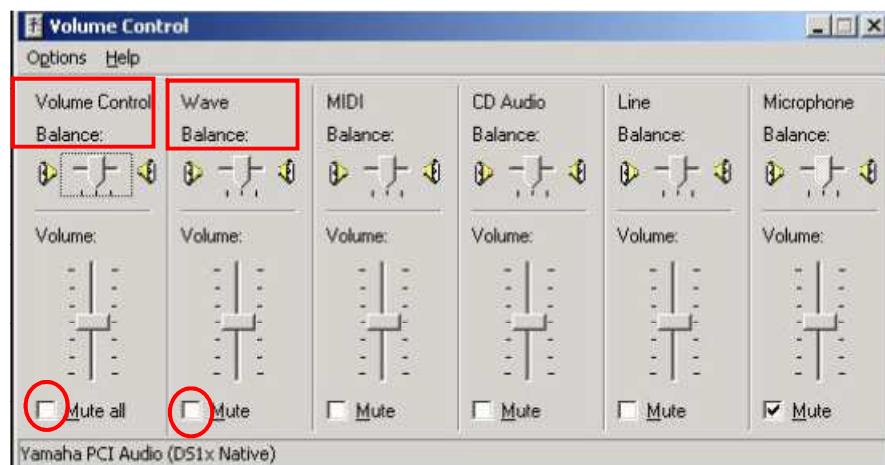 Volume Control
Options Help
Volume Control Wave MIDI CD Audio Line Microphone
Balance: Balance: Balance: Balance: Balance: Balance:
Volume: Volume: Volume: Volume: Volume: Volume:
Mute all Mute Mute Mute Mute Mute
Yamaha PCI Audio (DS1x Native)